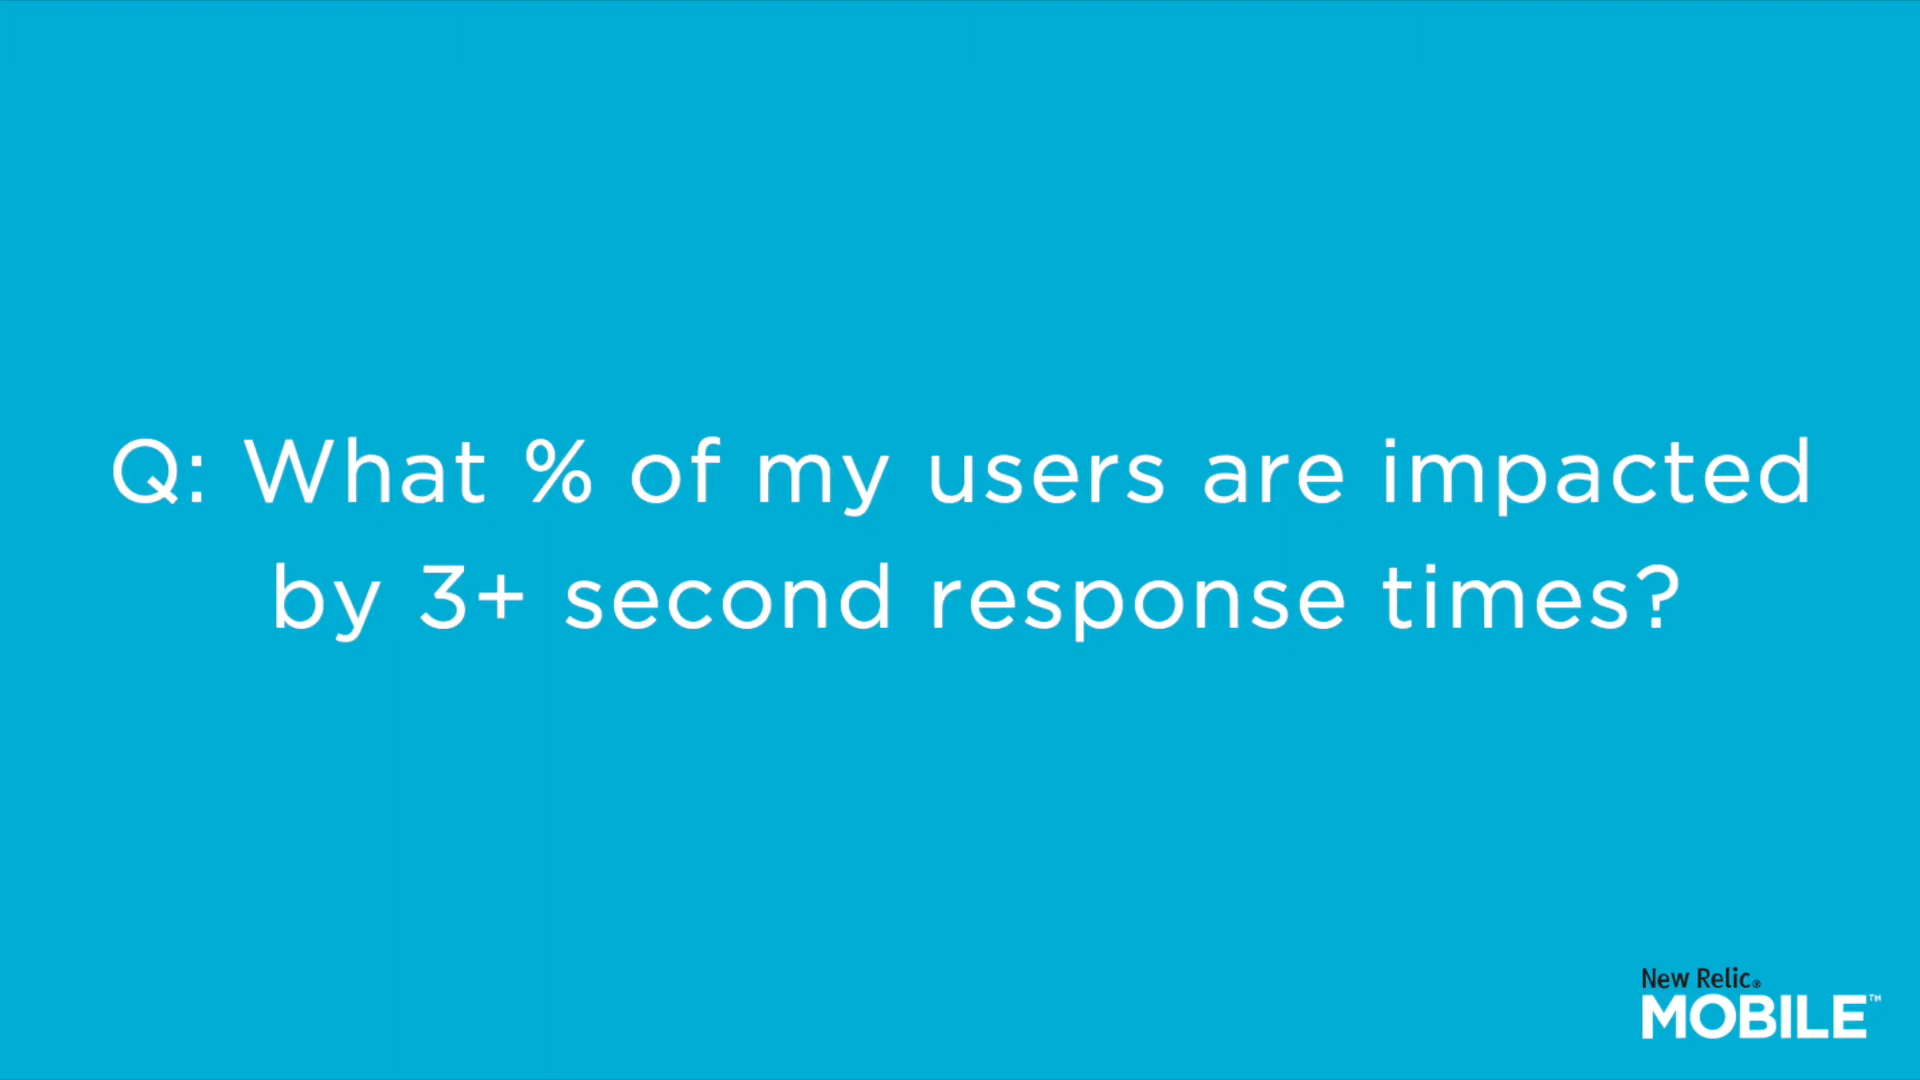 Q: What % of my users are impacted
by 3+ second response times?
New Relic®
MOBILE™